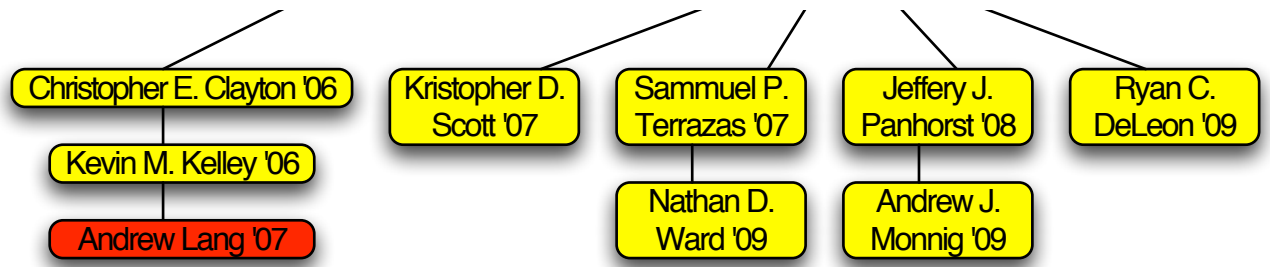 Christopher E. Clayton '06
Kristopher D.
Scott '07
Sammuel P.
Terrazas '07
Jeffery J.
Panhorst '08
Ryan C.
DeLeon '09
Kevin M. Kelley '06
Nathan D.
Ward '09
Andrew J.
Monnig '09
Andrew Lang '07